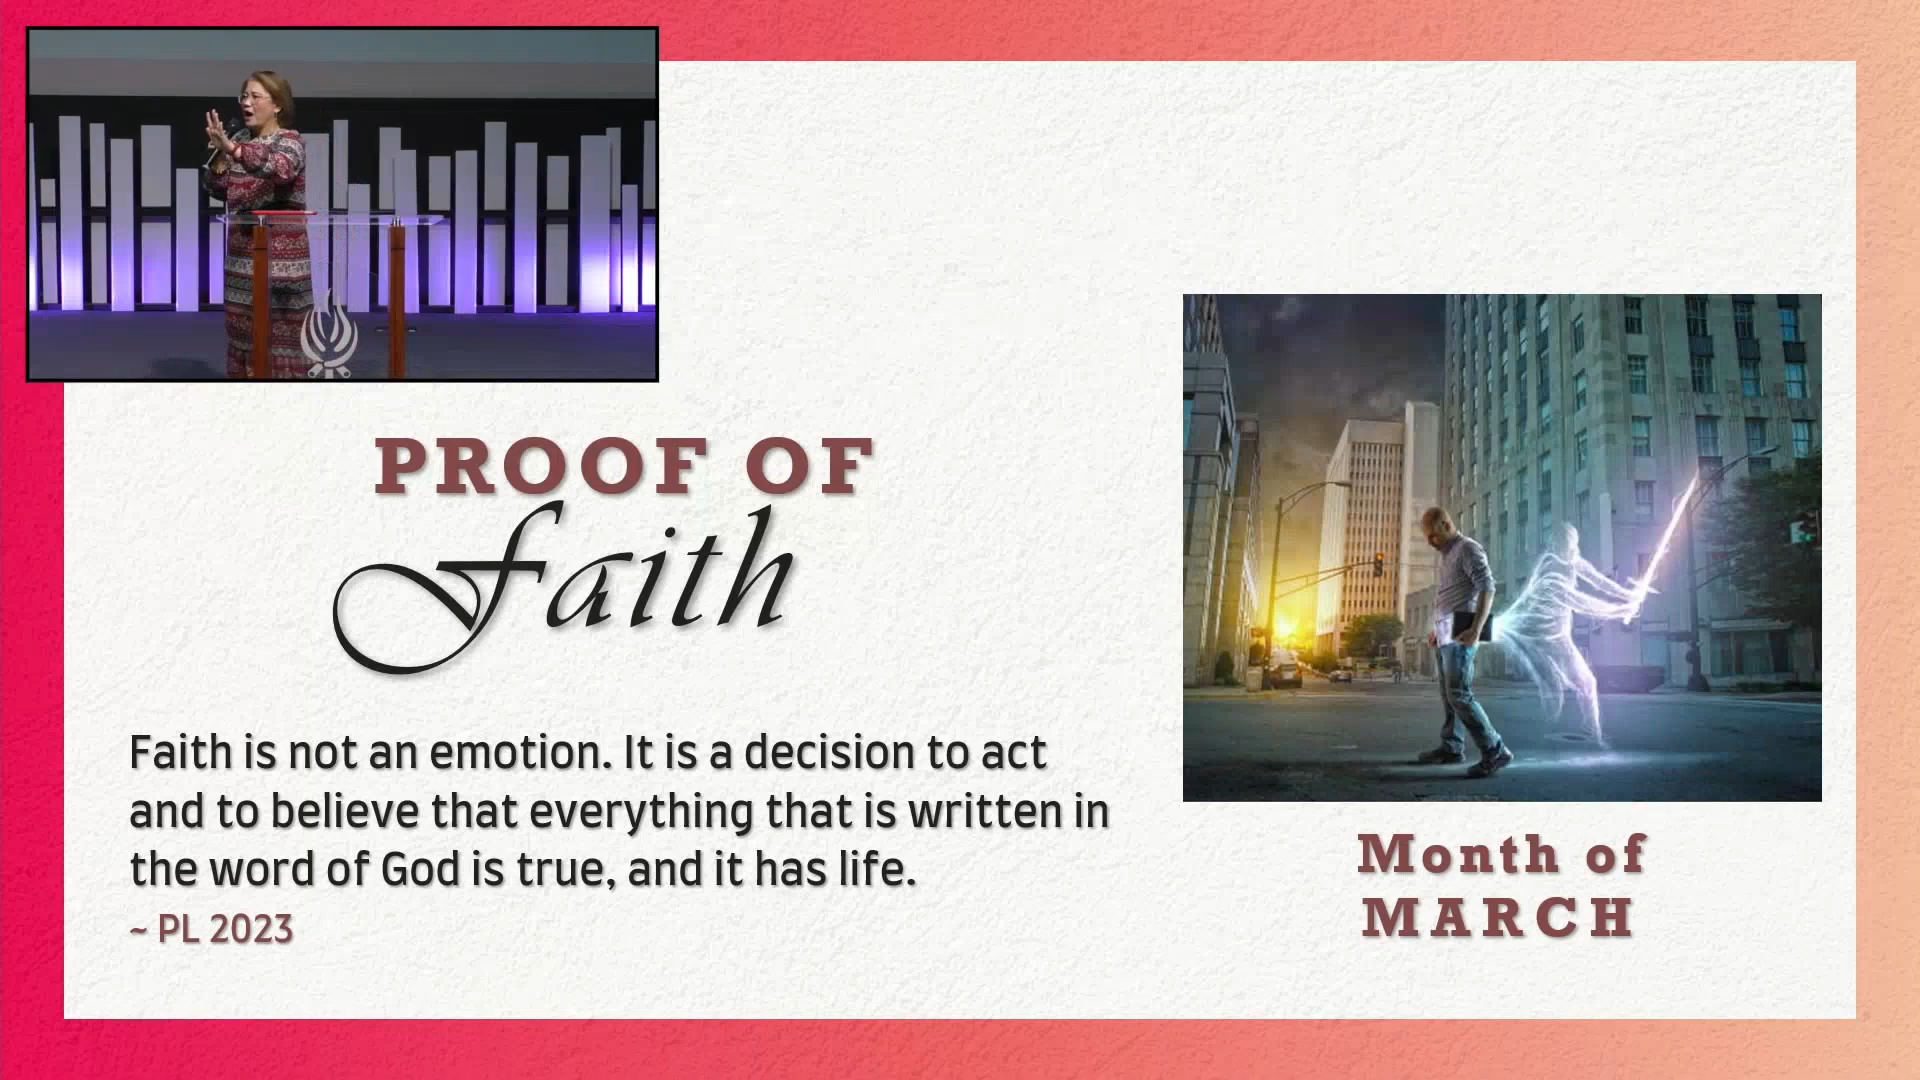 PROOF OF
Faith
Faith is not an emotion. It is a decision to act
and to believe that everything that is written in
the word of God is true, and it has life.
~ PL 2023
Month of
MARCH